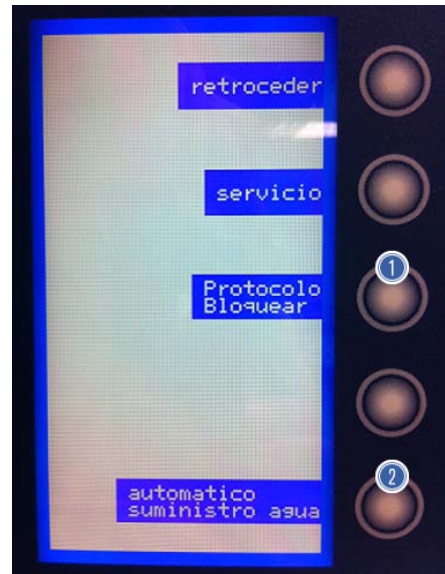 retroceder
servicio
1
Protocolo
Bloquear
2
automatico
suministro agua